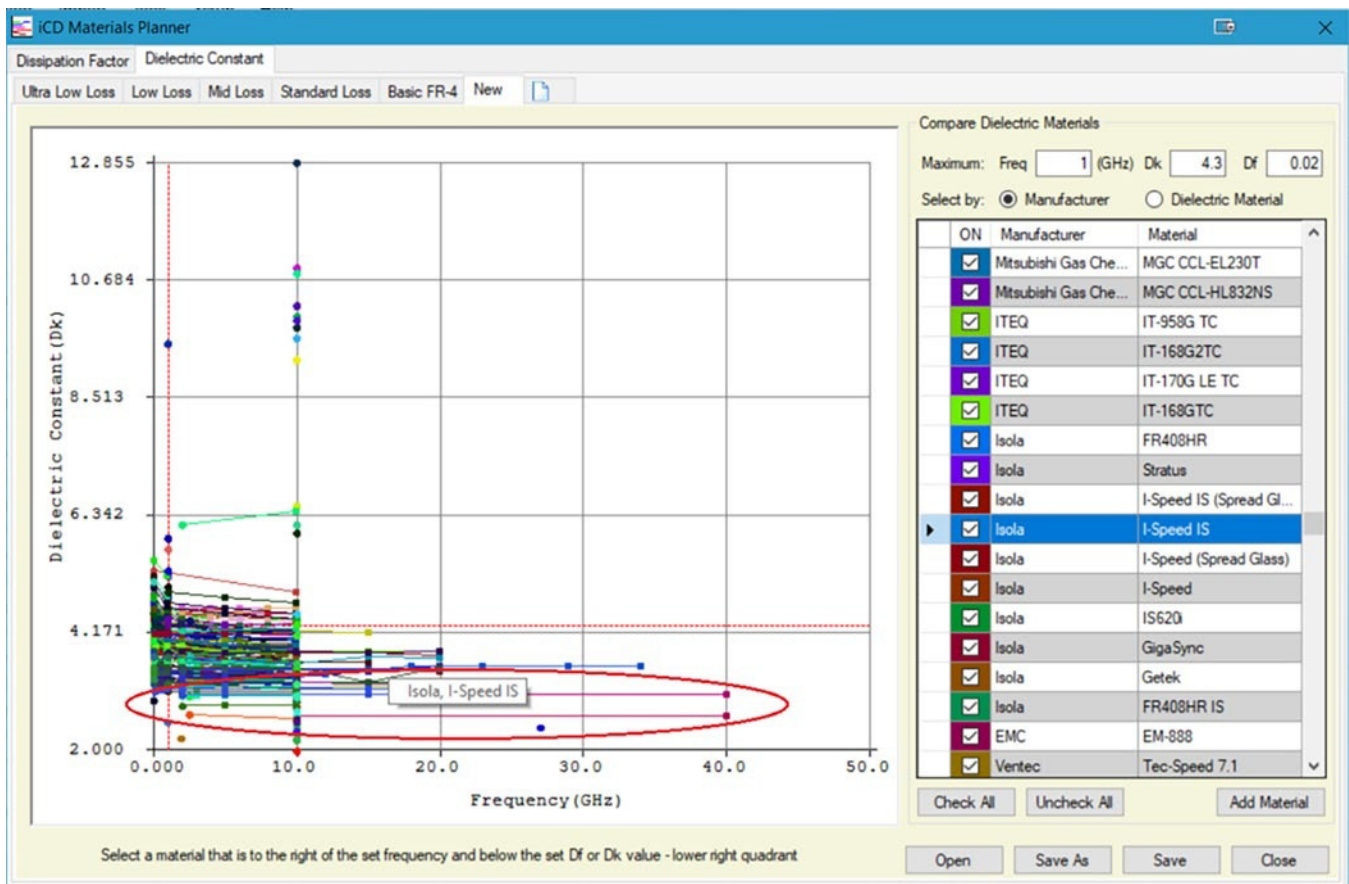 iCD Materials Planner
Dissipation Factor Dielectric Constant
Ultra Low Loss Low Loss Mid Loss Standard Loss Basic FR-4 New
Compare Dielectric Materials
Maximum: Freq 1 (GHz) Dk 4.3 Df 0.02
Select by: Manufacturer Dielectric Material
ON Manufacturer Material
Mitsubishi Gas Che... MGC CCL-EL230T
Mitsubishi Gas Che... MGC CCL-HL832NS
ITEQ IT-958G TC
ITEQ IT-168G2TC
ITEQ IT-170G LE TC
ITEQ IT-168GTC
Isola FR408HR
Isola Stratus
Isola I-Speed IS (Spread Gl...
Isola I-Speed IS
Isola I-Speed (Spread Glass)
Isola I-Speed
Isola IS620i
Isola GigaSync
Isola Getek
Isola FR408HR IS
EMC EM-888
Ventec Tec-Speed 7.1
Check All Uncheck All Add Material
Open Save As Save Close
Dielectric Constant(Dk)
12.855
10.684
8.513
6.342
4.171
2.000
Isola, I-Speed IS
0.000 10.0 20.0 30.0 40.0 50.0
Frequency(GHz)
Select a material that is to the right of the set frequency and below the set Df or Dk value - lower right quadrant